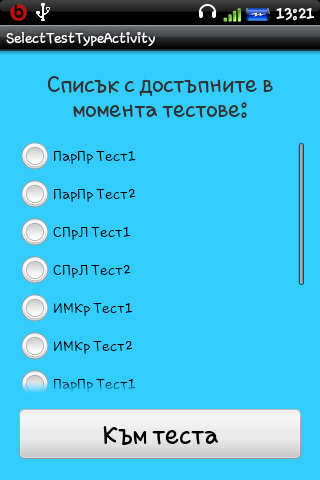 13:21
SelectTestTypeActivity
Списък с достъпните в
момента тестове:
ПарПр Тест1
ПарПр Тест2
СПрЛ Тест1
СПрЛ Тест2
ИМКр Тест1
ИМКр Тест2
ПарПр Тест1
Към теста